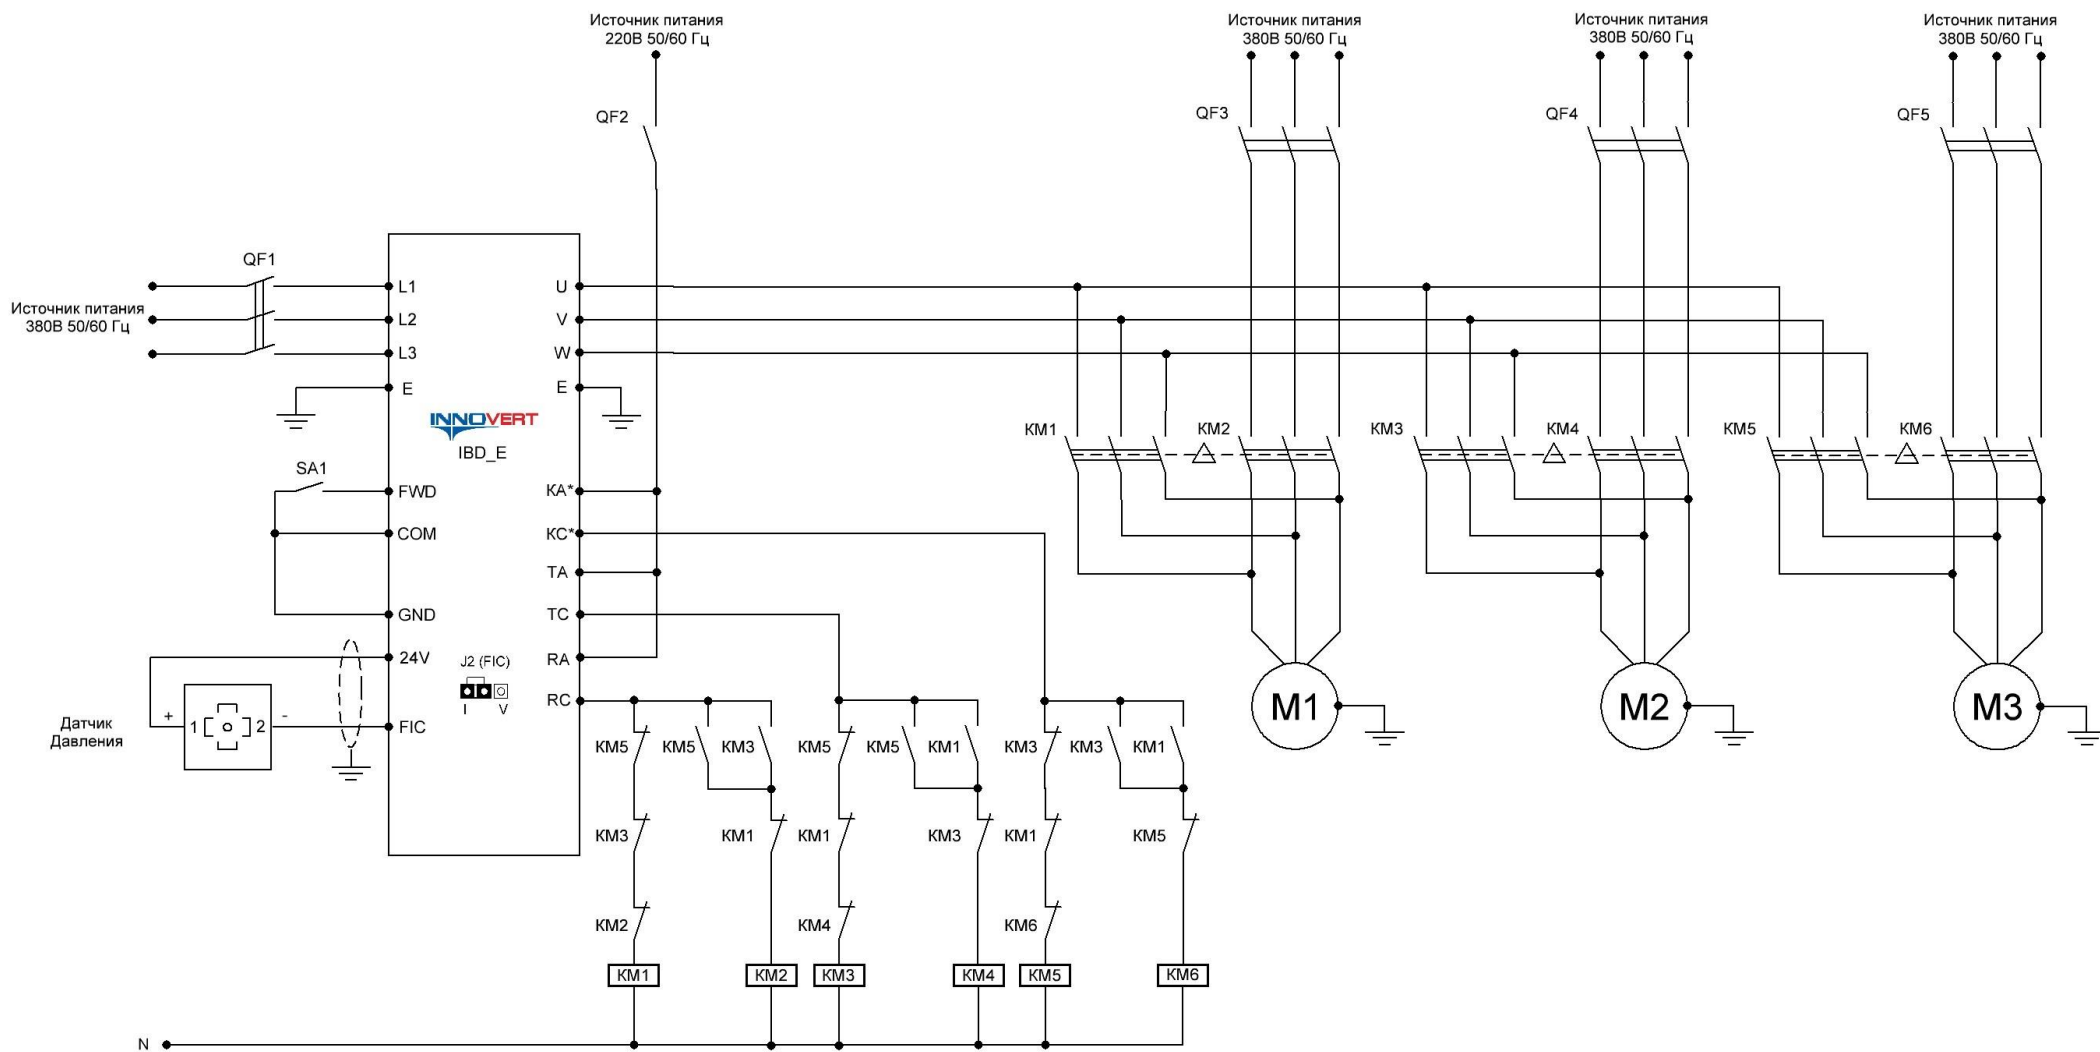 Источник питания
220В 50/60 Гц
Источник питания
380В 50/60 Гц
Источник питания
380В 50/60 Гц
Источник питания
380В 50/60 Гц
QF2
QF3
QF4
QF5
QF1
Источник питания
380В 50/60 Гц
L1
L2
L3
E
U
V
W
E
INNOVERT
IBD_E
SA1
FWD
COM
GND
24V
FIC
J2 (FIC)
I V
KA*
KC*
TA
TC
RA
RC
Датчик
Давления
+
1
2
-
KM1
KM2
KM3
KM4
KM5
KM6
M1
M2
M3
KM5 KM5 KM3 KM5 KM5 KM1 KM3 KM3 KM1
KM3 KM1 KM1 KM3 KM1 KM5
KM2 KM4 KM6
KM1 KM2 KM3 KM4 KM5 KM6
N